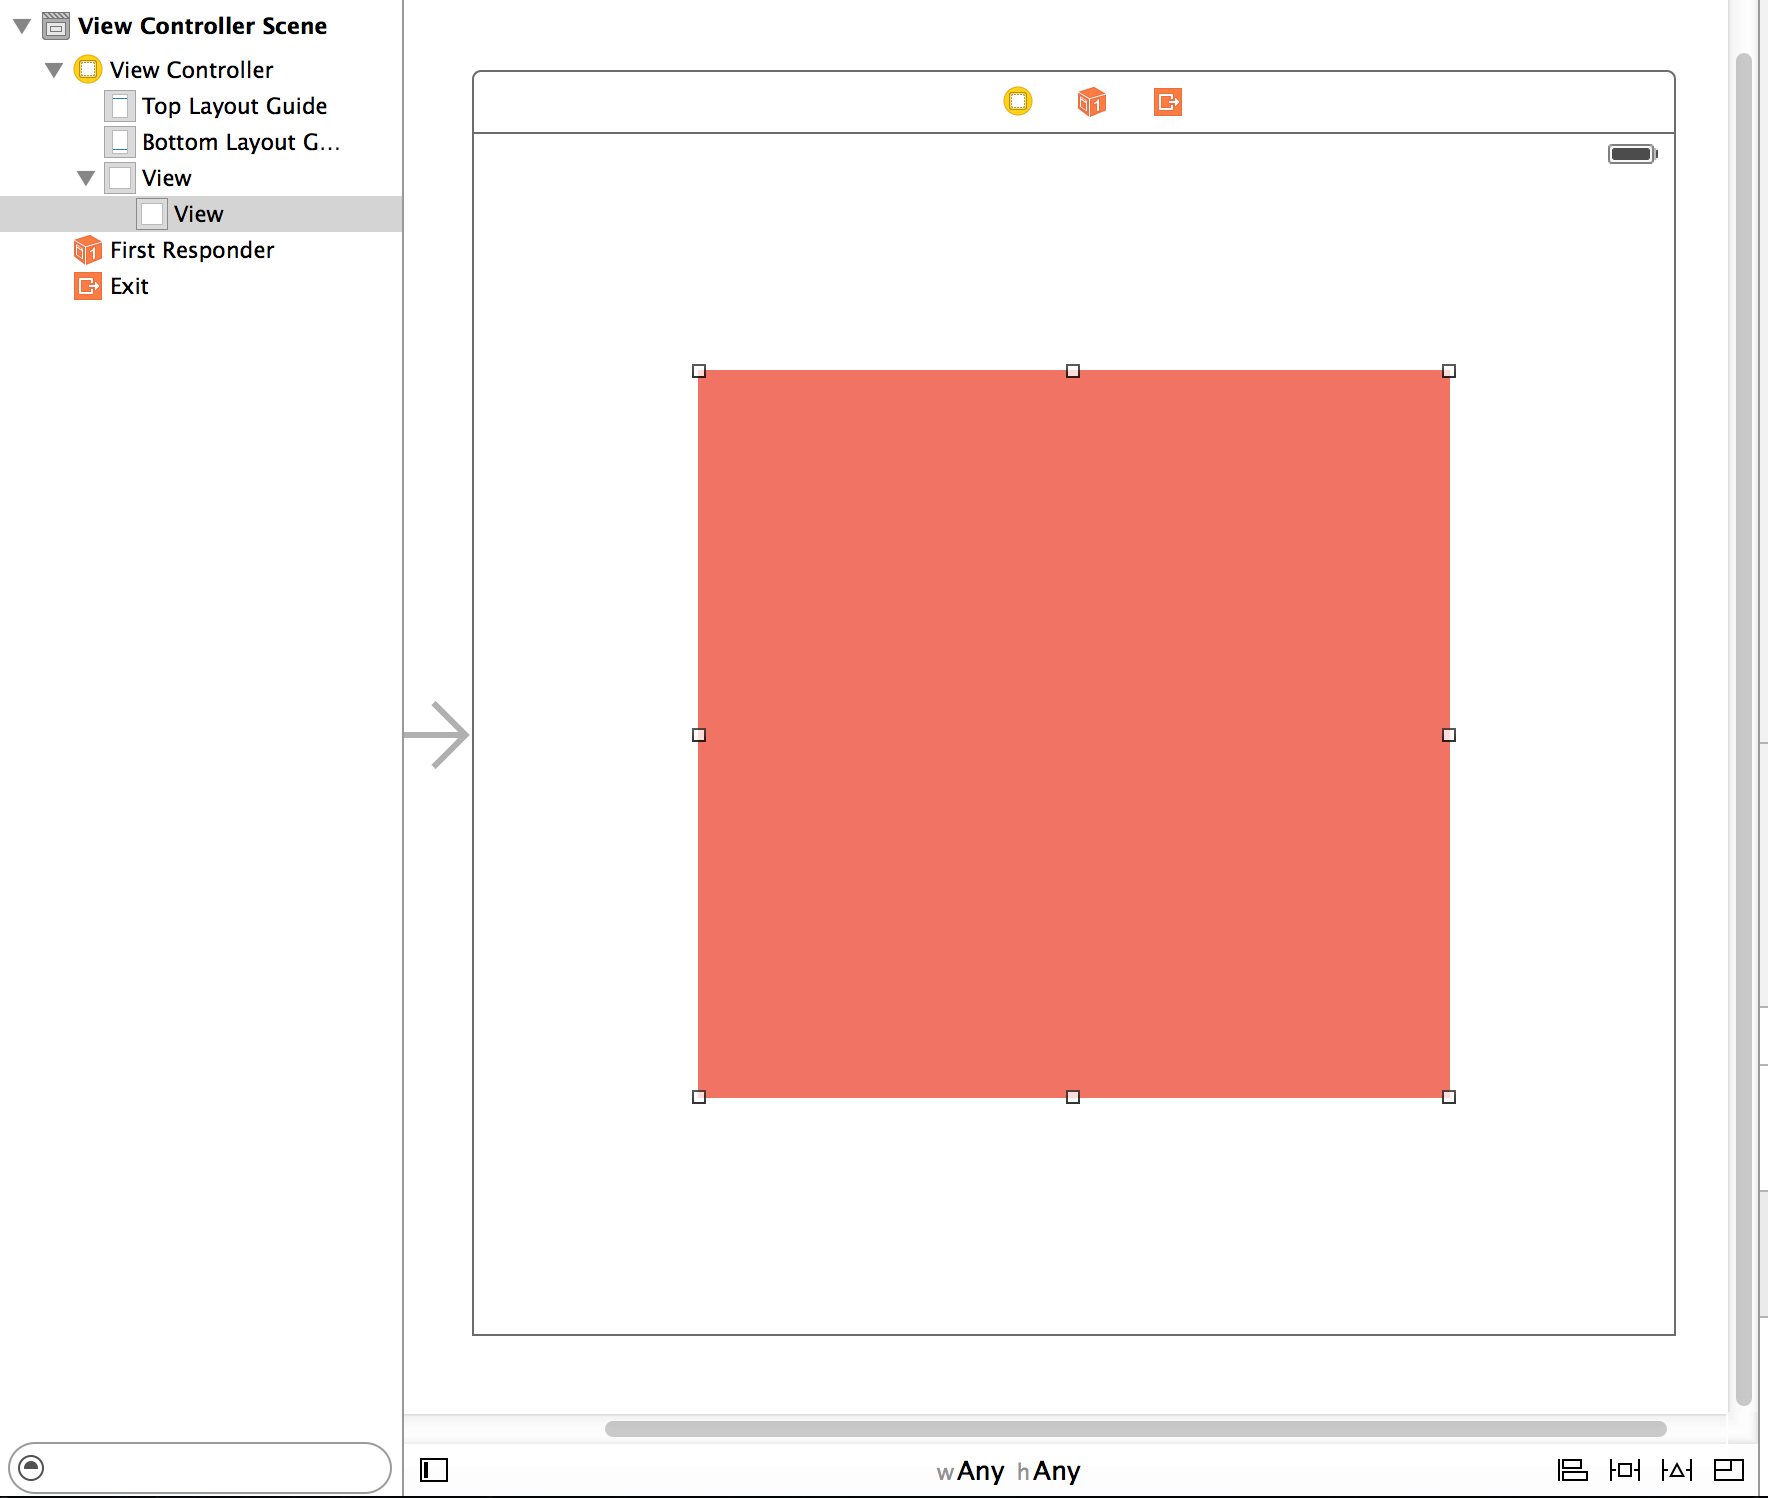 View Controller Scene
View Controller
Top Layout Guide
Bottom Layout G...
View
View
First Responder
Exit
wAny hAny